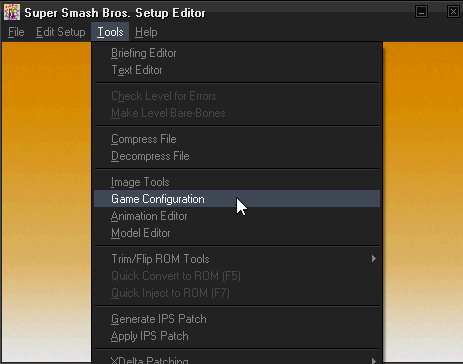 Super Smash Bros. Setup Editor
File Edit Setup Tools Help
Briefing Editor
Text Editor
Check Level for Errors
Make Level Bare-Bones
Compress File
Decompress File
Image Tools
Game Configuration
Animation Editor
Model Editor
Trim/Flip ROM Tools
Quick Convert to ROM (F5)
Quick Inject to ROM (F7)
Generate IPS Patch
Apply IPS Patch
XDelta Patching